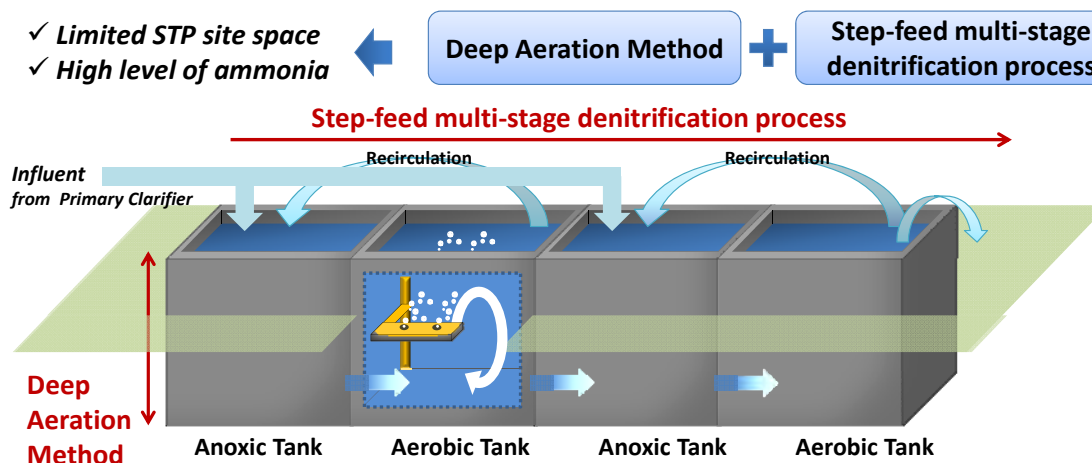 ✓ Limited STP site space
✓ High level of ammonia
Deep Aeration Method
Step-feed multi-stage
denitrification process
Step-feed multi-stage denitrification process
Recirculation
Recirculation
Influent
from Primary Clarifier
Deep
Aeration
Method
Anoxic Tank
Aerobic Tank
Anoxic Tank
Aerobic Tank